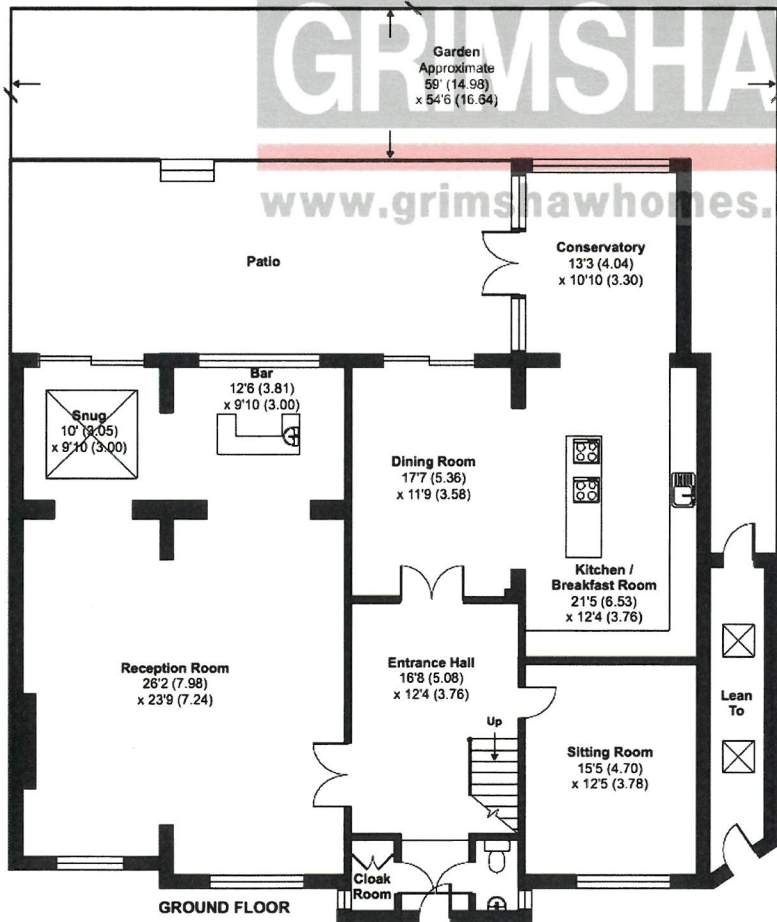 GRIMSHA
www.grimshawhomes.
Garden
Approximate
59' (14.98)
x 54'6 (16.64)
Conservatory
13'3 (4.04)
x 10'10 (3.30)
Patio
Bar
12'6 (3.81)
x 9'10 (3.00)
Snug
10' (3.05)
x 9'10 (3.00)
Dining Room
17'7 (5.36)
x 11'9 (3.58)
Kitchen /
Breakfast Room
21'5 (6.53)
x 12'4 (3.76)
Reception Room
26'2 (7.98)
x 23'9 (7.24)
Entrance Hall
16'8 (5.08)
x 12'4 (3.76)
Up
Lean
To
Sitting Room
15'5 (4.70)
x 12'5 (3.78)
Cloak
Room
GROUND FLOOR